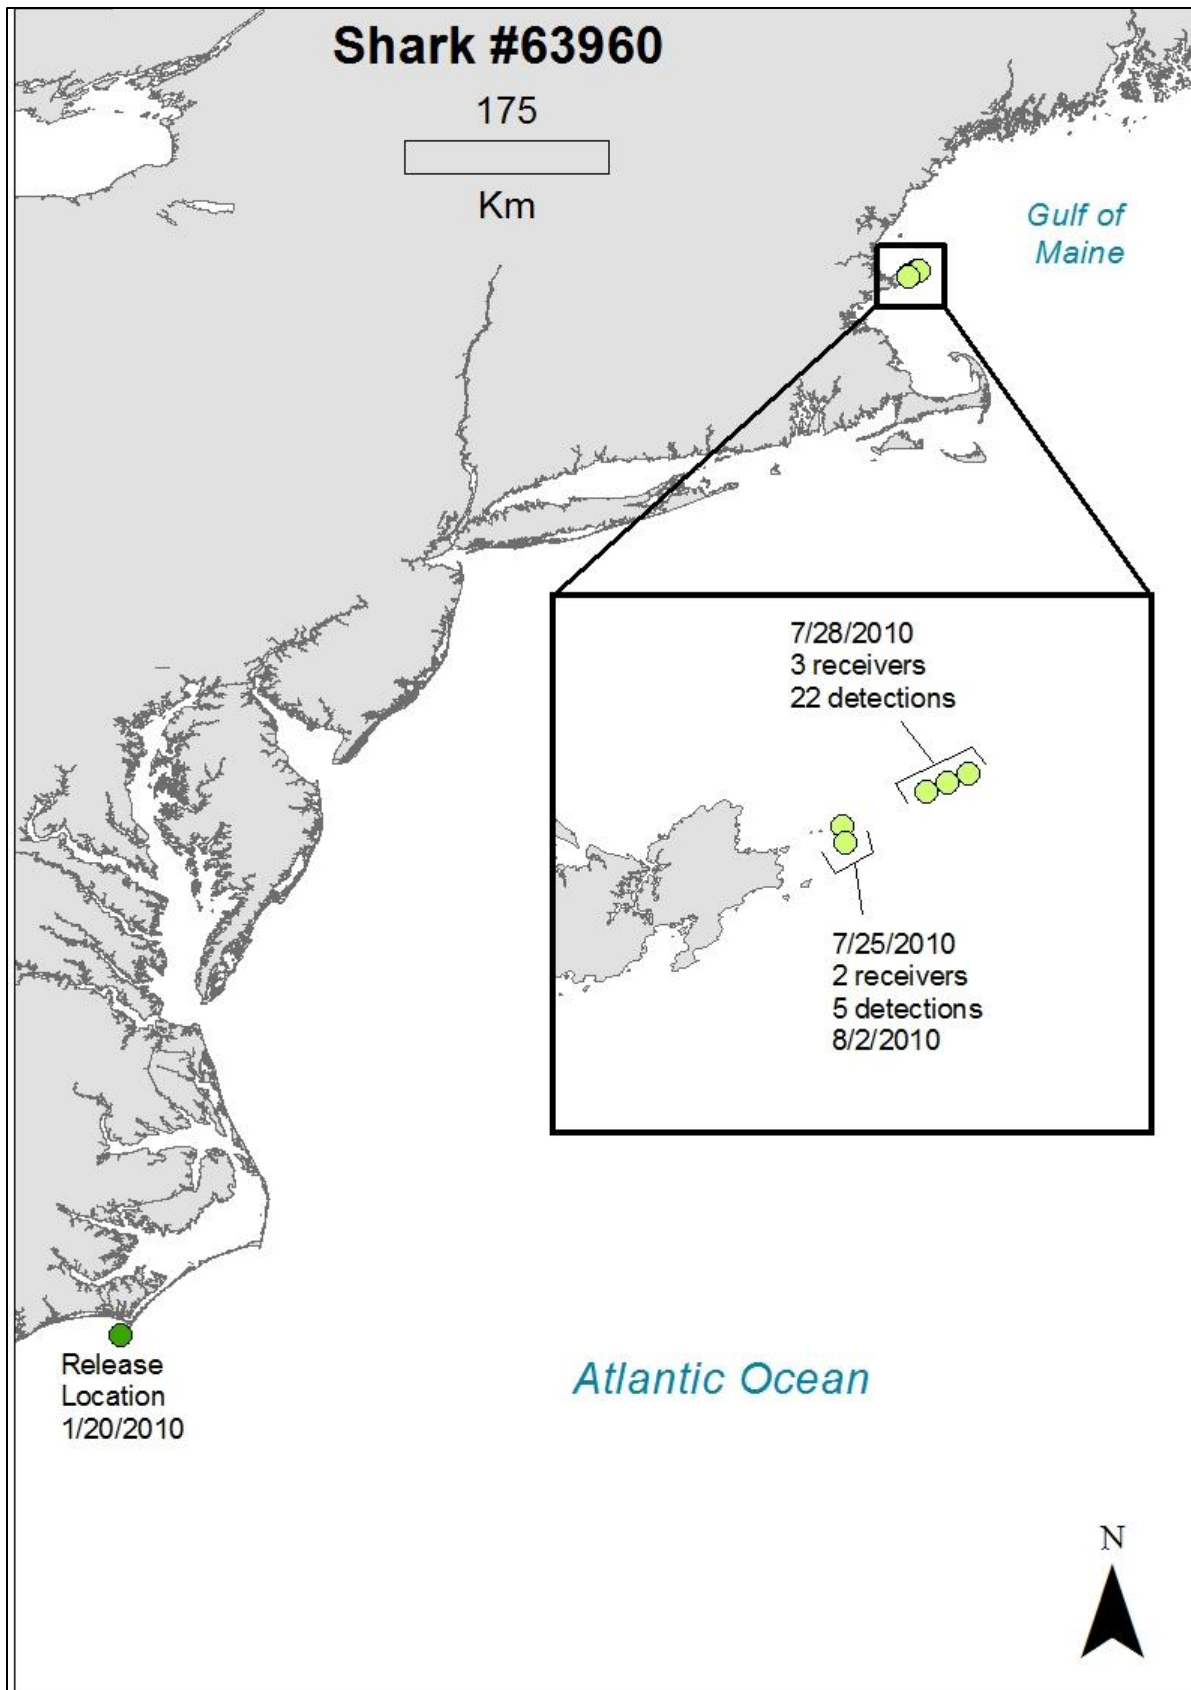 Shark #63960
175
Km
Gulf of
Maine
7/28/2010
3 receivers
22 detections
7/25/2010
2 receivers
5 detections
8/2/2010
Release
Location
1/20/2010
Atlantic Ocean
N